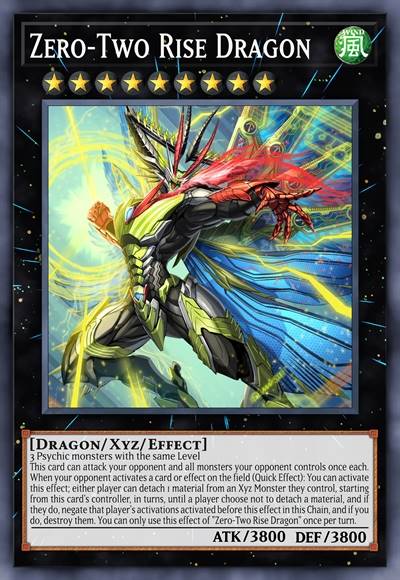 Zero-Two Rise Dragon
WIND
風
[Dragon/Xyz/Effect]
3 Psychic monsters with the same Level
This card can attack your opponent and all monsters your opponent controls once each.
When your opponent activates a card or effect on the field (Quick Effect): You can activate
this effect; either player can detach 1 material from an Xyz Monster they control, starting
from this card's controller, in turns, until a player choose not to detach a material, and if
they do, negate that player's activations activated before this effect in this Chain, and if you
do, destroy them. You can only use this effect of "Zero-Two Rise Dragon" once per turn.
ATK/3800 DEF/3800